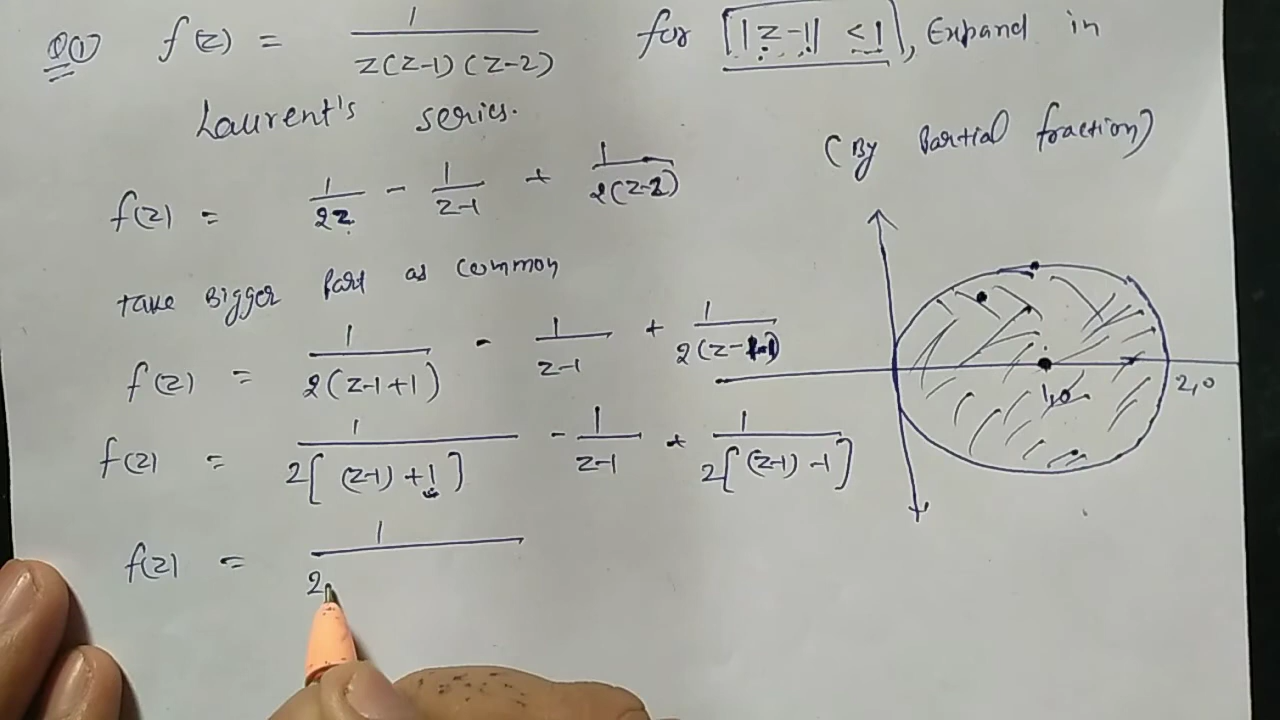 Q(1) f(z) = 1/(z(z-1)(z-2)) for |z-1| <1, Expand in
Laurent's series.
(By Partial fraction)
f(z) = 1/(2z) - 1/(z-1) + 1/(2(z-2))
take Bigger Part as common
f(z) = 1/(2(z-1+1)) - 1/(z-1) + 1/(2(z-1-1))
f(z) = 1/(2[(z-1)+1]) - 1/(z-1) + 1/(2[(z-1)-1])
f(z) = 1/2
1,0
2,0